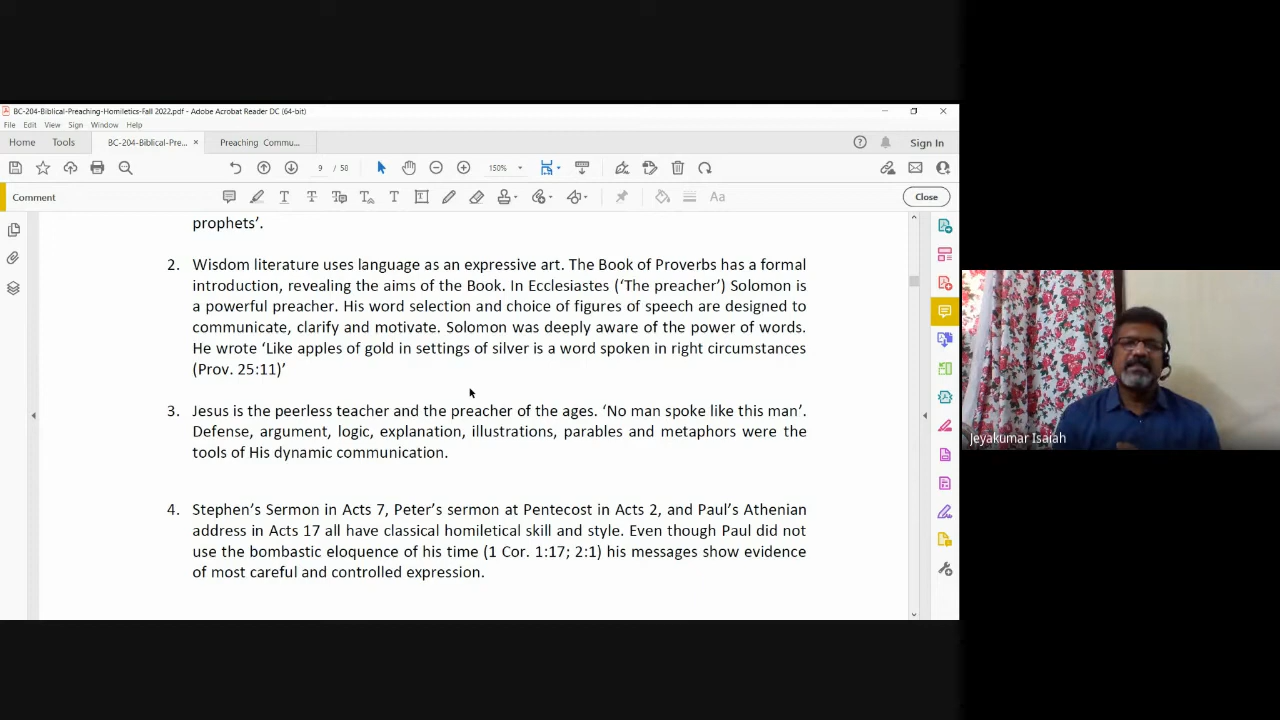 BC-204-Biblical-Preaching-Homiletics-Fall 2022.pdf - Adobe Acrobat Reader DC (64-bit)
File Edit View Sign Window Help
Home Tools BC-204-Biblical-Pre... × Preaching Commu... Sign In
9 / 58 150%
Comment Close
prophets’.
2. Wisdom literature uses language as an expressive art. The Book of Proverbs has a formal
introduction, revealing the aims of the Book. In Ecclesiastes (‘The preacher’) Solomon is
a powerful preacher. His word selection and choice of figures of speech are designed to
communicate, clarify and motivate. Solomon was deeply aware of the power of words.
He wrote ‘Like apples of gold in settings of silver is a word spoken in right circumstances
(Prov. 25:11)’
3. Jesus is the peerless teacher and the preacher of the ages. ‘No man spoke like this man’.
Defense, argument, logic, explanation, illustrations, parables and metaphors were the
tools of His dynamic communication.
4. Stephen’s Sermon in Acts 7, Peter’s sermon at Pentecost in Acts 2, and Paul’s Athenian
address in Acts 17 all have classical homiletical skill and style. Even though Paul did not
use the bombastic eloquence of his time (1 Cor. 1:17; 2:1) his messages show evidence
of most careful and controlled expression.
Jeyakumar Isaiah